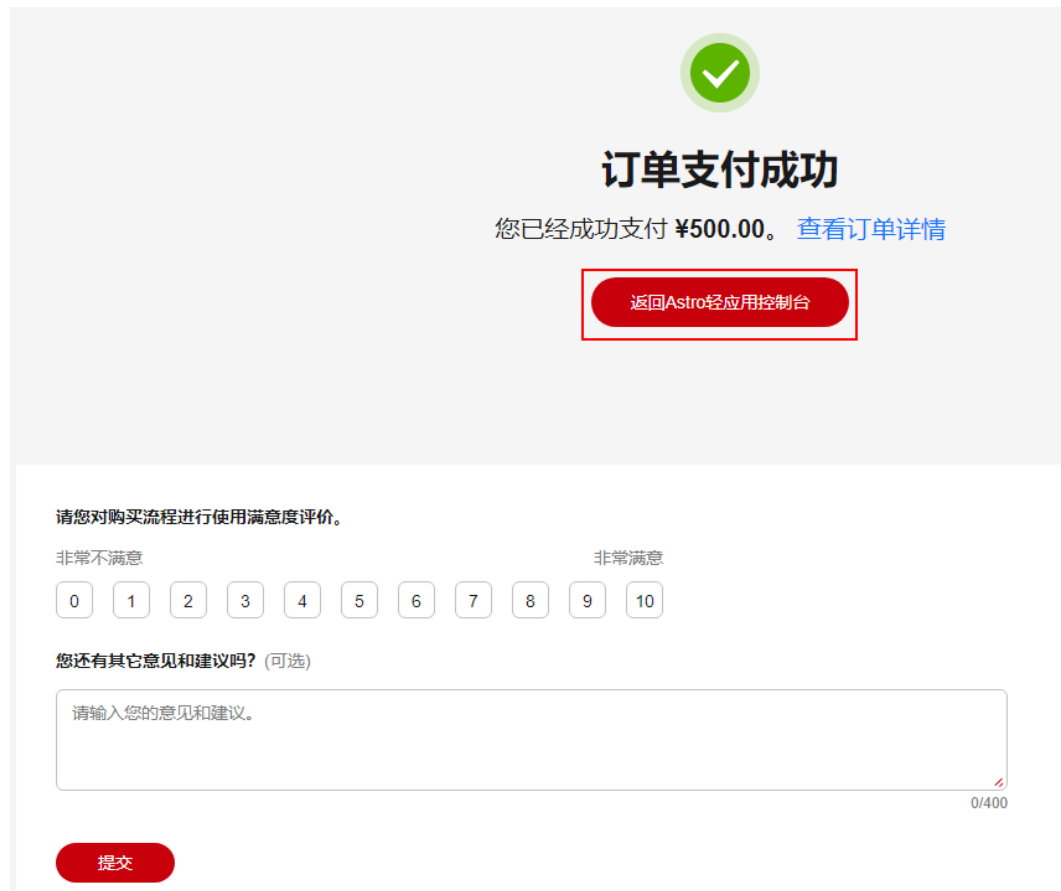 订单支付成功
您已经成功支付 ¥500.00。 查看订单详情
返回Astro轻应用控制台
请您对购买流程进行使用满意度评价。
非常不满意 非常满意
0 1 2 3 4 5 6 7 8 9 10
您还有其它意见和建议吗? (可选)
请输入您的意见和建议。
0/400
提交